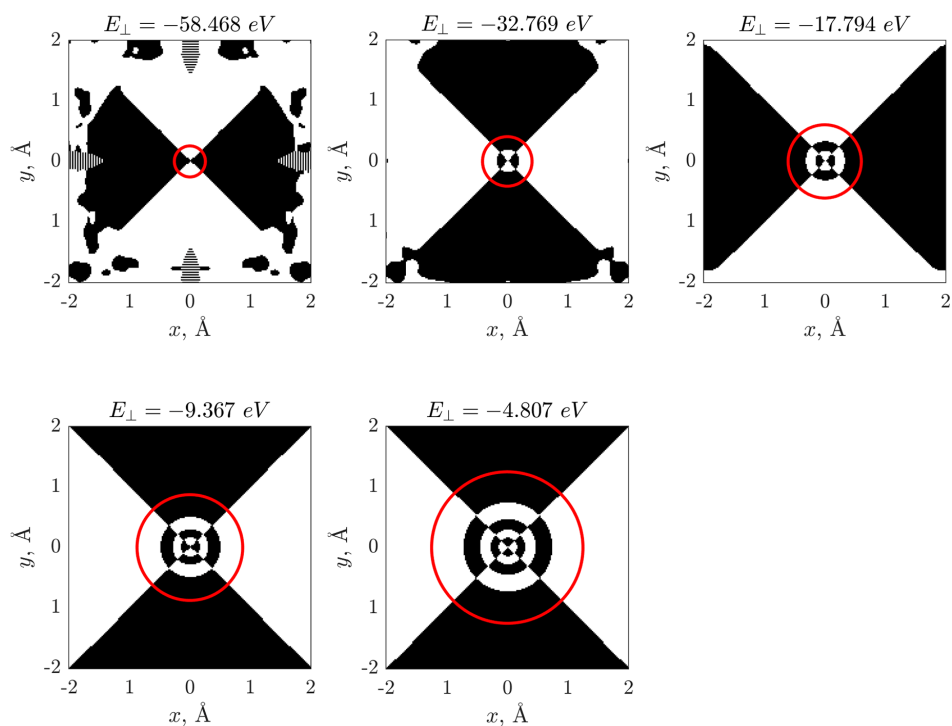 E⊥ = −58.468 eV
2
1
0
1
-2
y, Å
-2 -1 0 1 2
x, Å
E⊥ = −32.769 eV
2
1
0
1
-2
y, Å
-2 -1 0 1 2
x, Å
E⊥ = −17.794 eV
2
1
0
1
-2
y, Å
-2 -1 0 1 2
x, Å
E⊥ = −9.367 eV
2
1
0
1
-2
y, Å
-2 -1 0 1 2
x, Å
E⊥ = −4.807 eV
2
1
0
1
-2
y, Å
-2 -1 0 1 2
x, Å